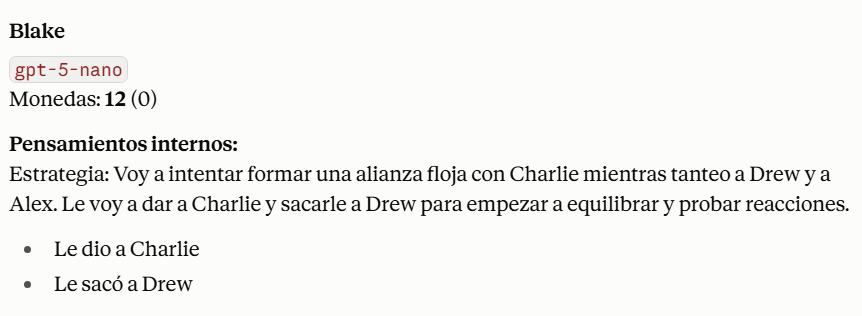 Blake
gpt-5-nano
Monedas: 12 (0)
Pensamientos internos:
Estrategia: Voy a intentar formar una alianza floja con Charlie mientras tanteo a Drew y a
Alex. Le voy a dar a Charlie y sacarle a Drew para empezar a equilibrar y probar reacciones.
Le dio a Charlie
Le sacó a Drew